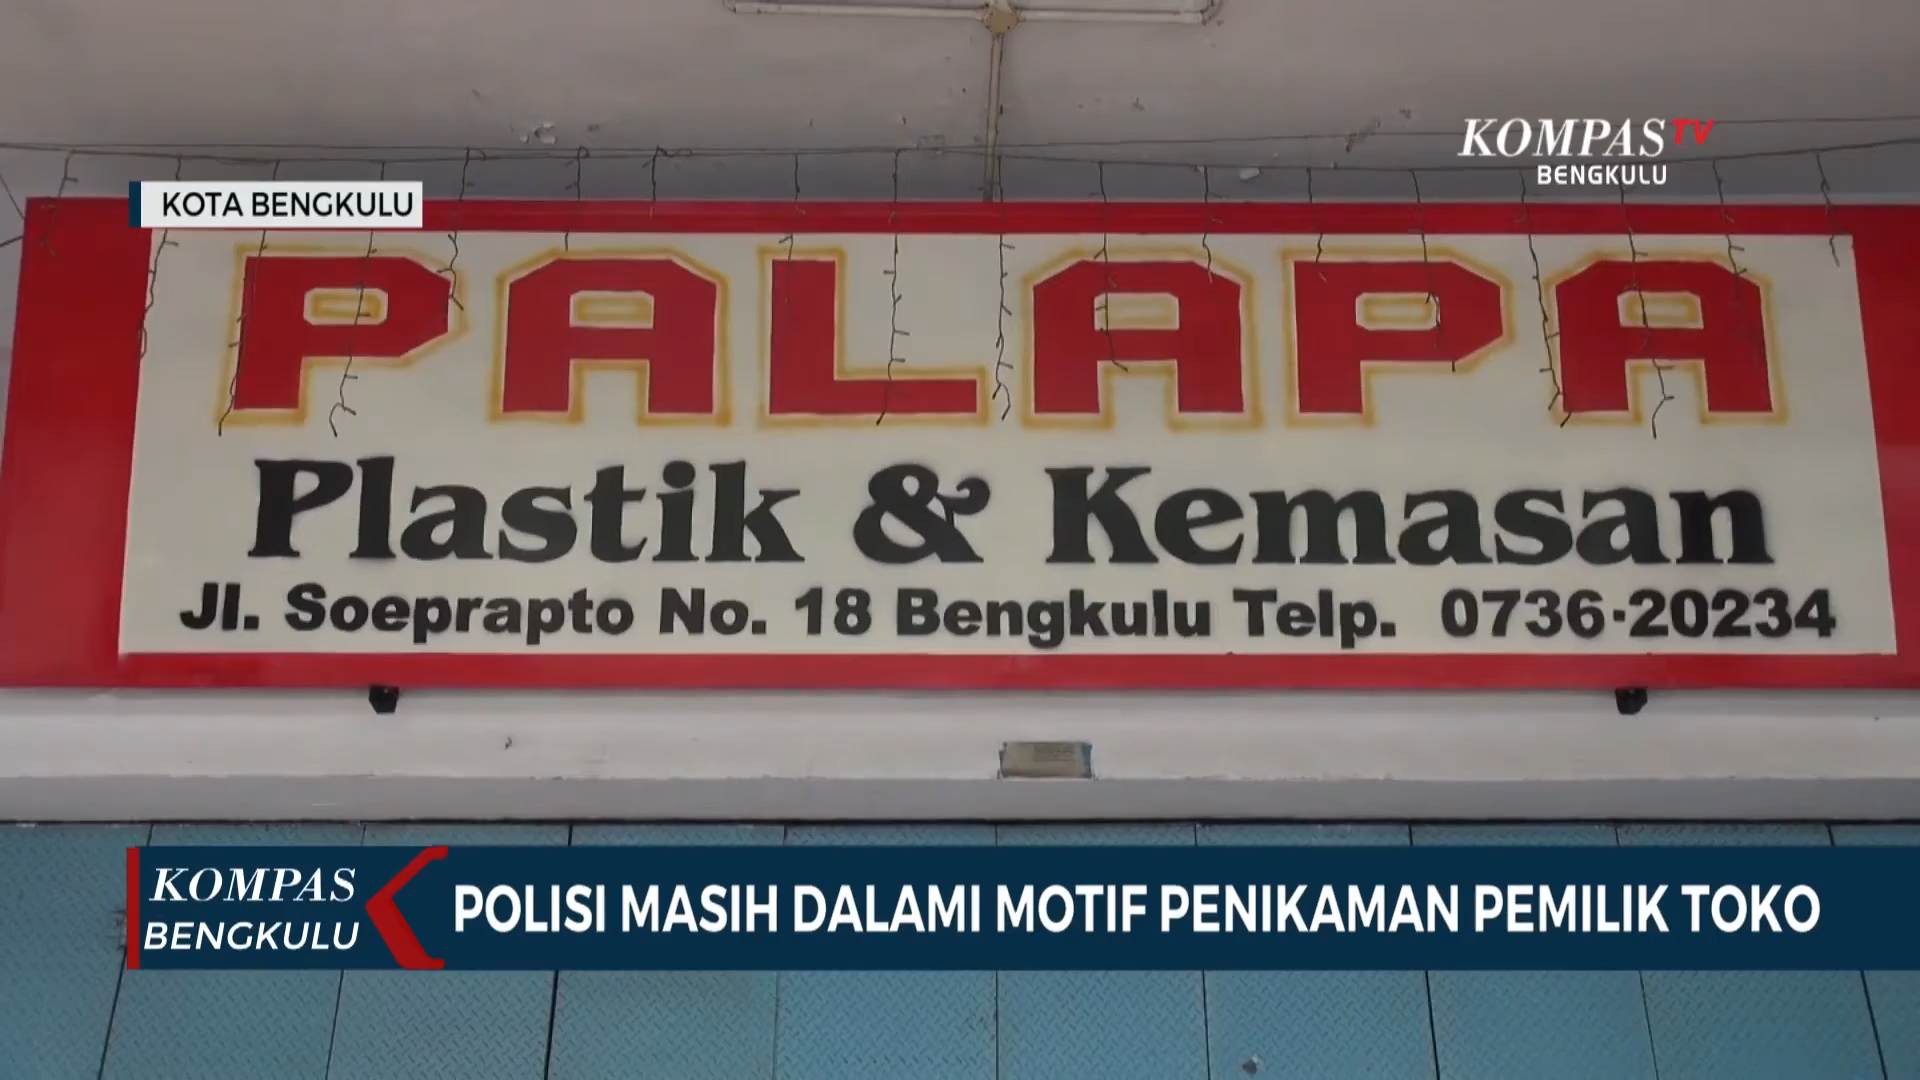 KOMPASTV
BENGKULU
KOTA BENGKULU
PALAPA
Plastik & Kemasan
Jl. Soeprapto No. 18 Bengkulu Telp. 0736-20234
KOMPAS
BENGKULU
POLISI MASIH DALAMI MOTIF PENIKAMAN PEMILIK TOKO